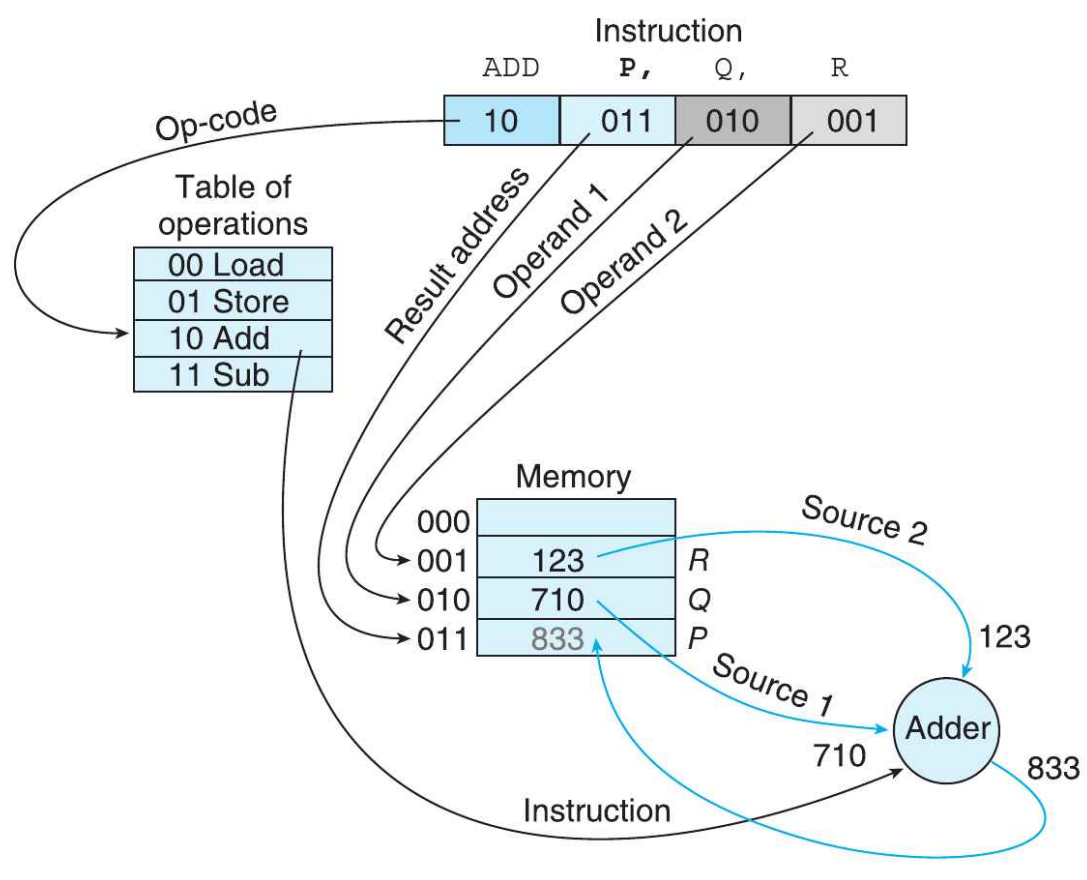 Instruction
ADD P, Q, R
10 011 010 001
Op-code
Table of
operations
00 Load
01 Store
10 Add
11 Sub
Result address
Operand 1
Operand 2
Memory
000
001 123 R
010 710 Q
011 833 P
Source 2
123
Source 1
Adder
710
833
Instruction